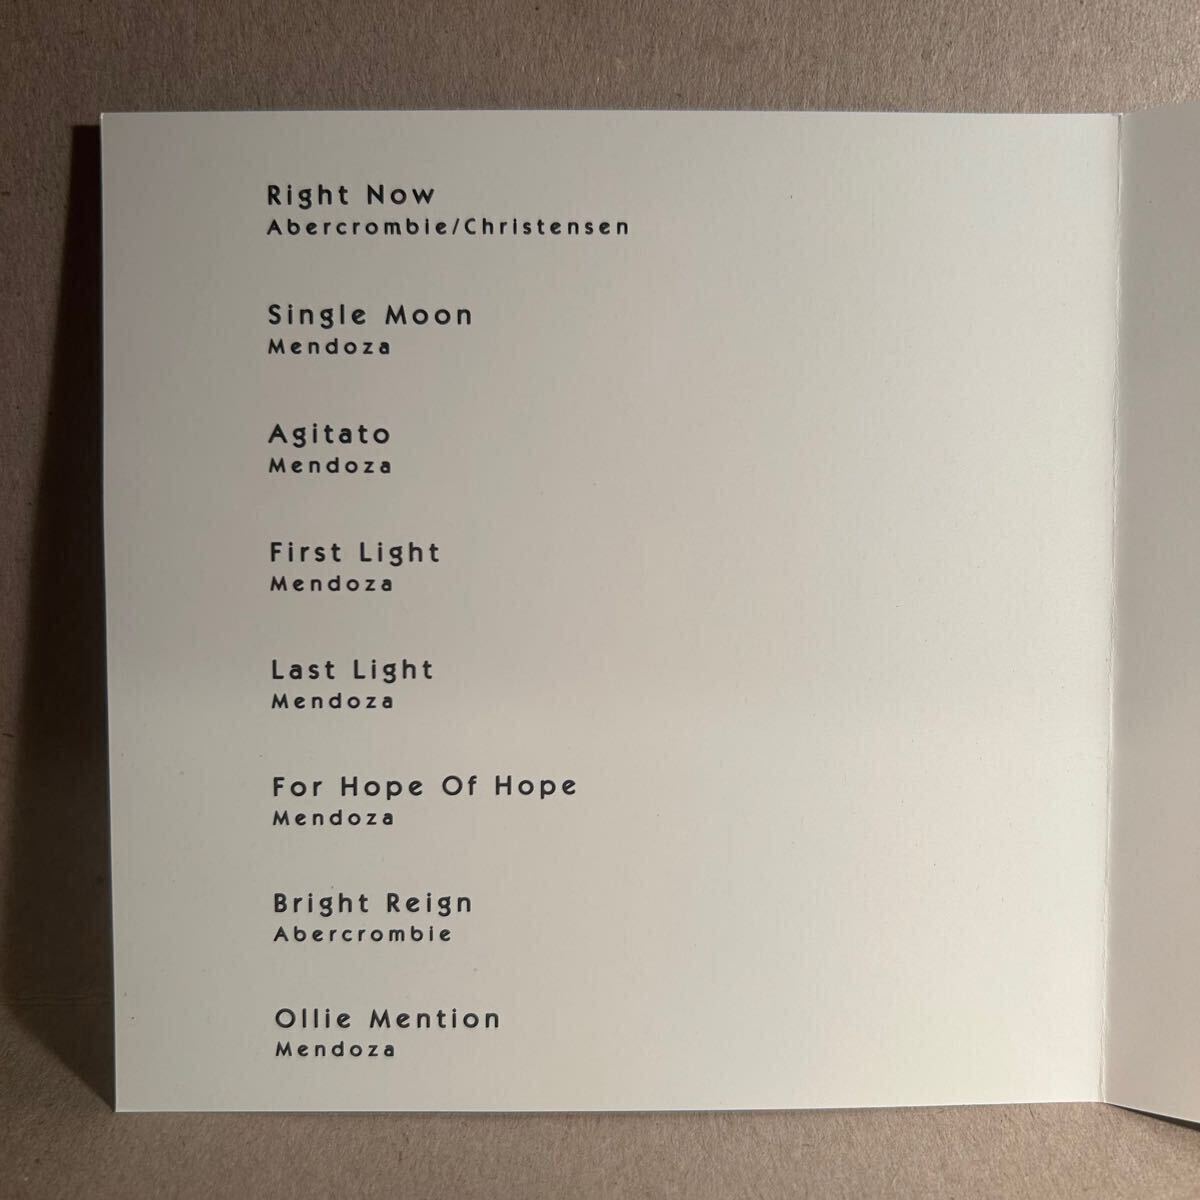 Right Now
Abercrombie/Christensen
Single Moon
Mendoza
Agitato
Mendoza
First Light
Mendoza
Last Light
Mendoza
For Hope Of Hope
Mendoza
Bright Reign
Abercrombie
Ollie Mention
Mendoza